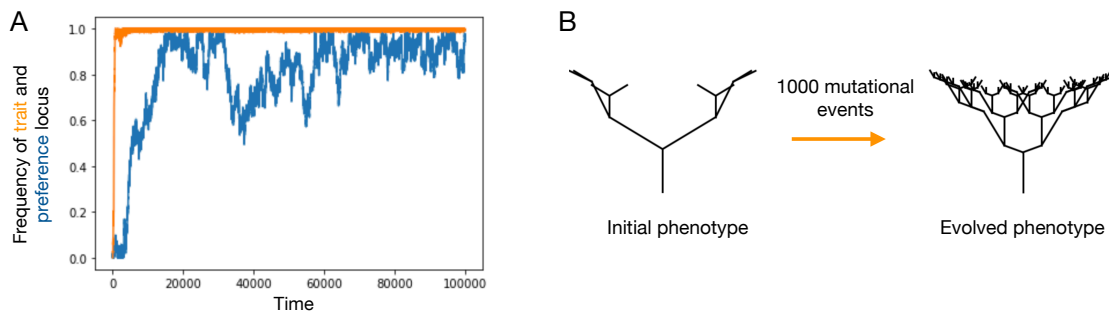 A
Frequency of trait and
preference locus
1.0
0.8
0.6
0.4
0.2
0.0
0 20000 40000 60000 80000 100000
Time
B
1000 mutational
events
Initial phenotype
Evolved phenotype